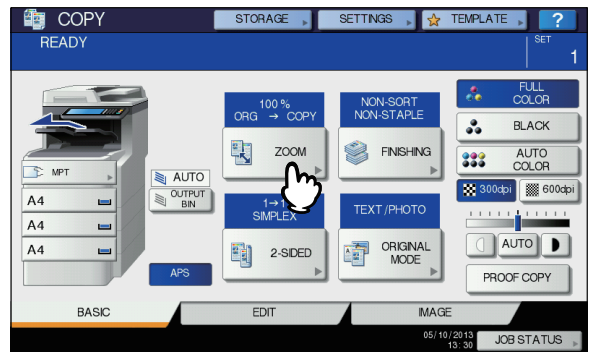 COPY
STORAGE
SETTINGS
TEMPLATE
?
READY
SET
1
100 %
ORG → COPY
ZOOM
NON-SORT
NON-STAPLE
FINISHING
FULL
COLOR
BLACK
AUTO
COLOR
300dpi
600dpi
MPT
A4
A4
A4
AUTO
OUTPUT
BIN
APS
1→1
SIMPLEX
2-SIDED
TEXT/PHOTO
ORIGINAL
MODE
AUTO
PROOF COPY
BASIC
EDIT
IMAGE
05/10/2013
13:30
JOB STATUS